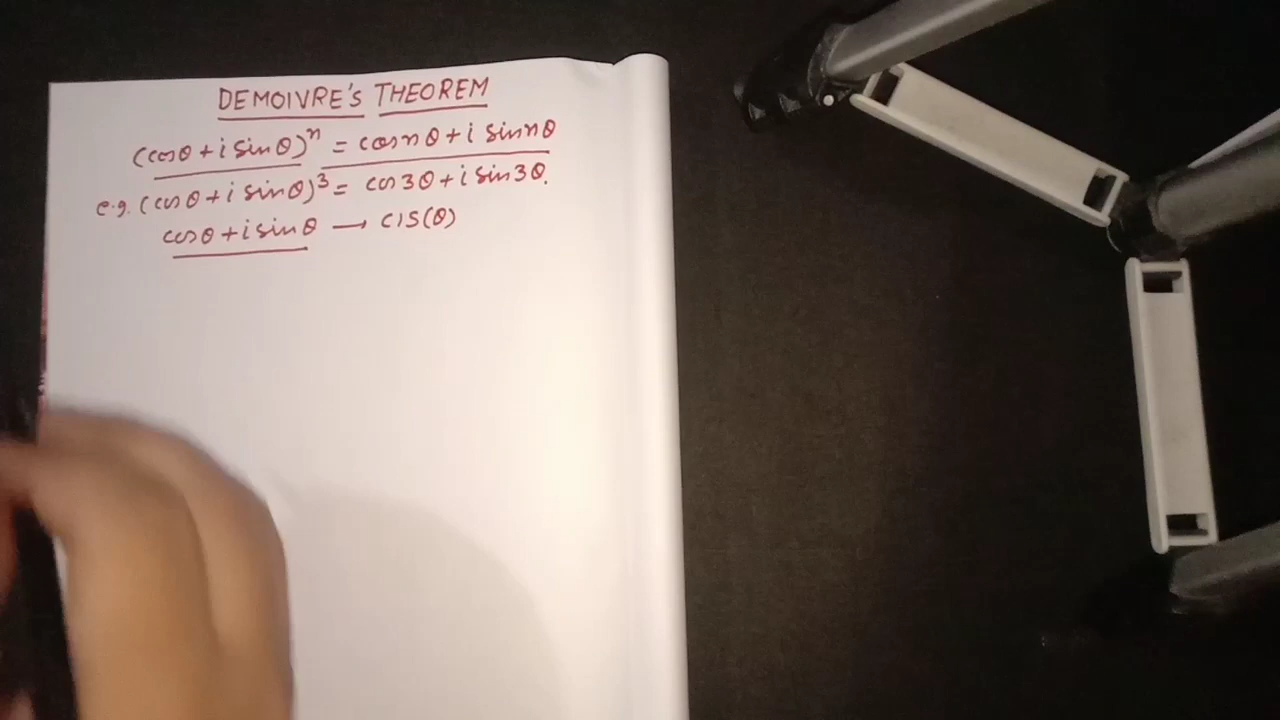 DEMOIVRE'S THEOREM
(cosθ + i sinθ)ⁿ = cosnθ + i sinnθ
e.g. (cosθ + i sinθ)³ = cos3θ + i sin3θ.
cosθ + i sinθ → CIS(θ)